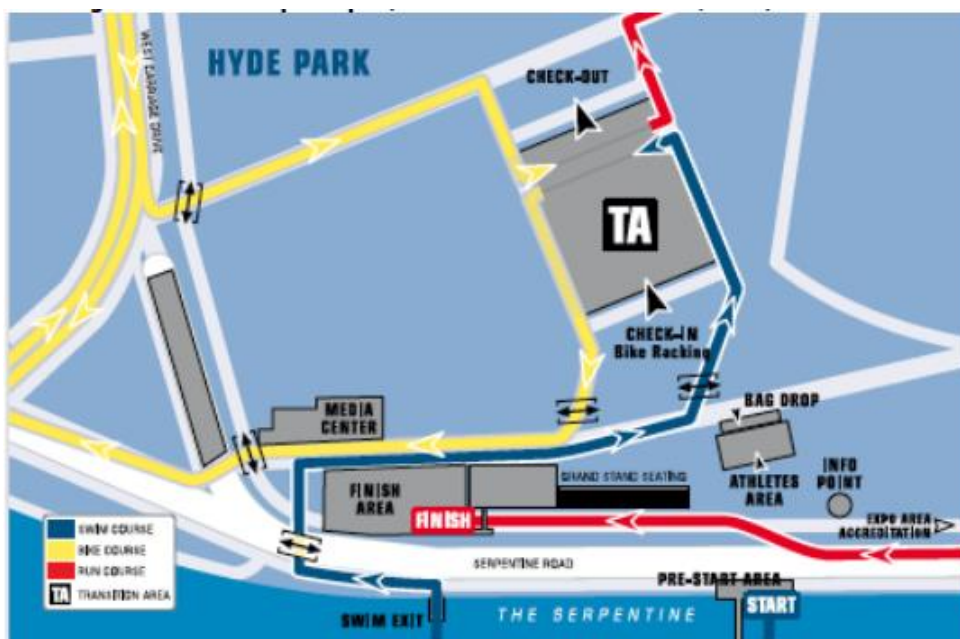 HYDE PARK
WEST CARRIAGE DRIVE
CHECK-OUT
TA
CHECK-IN
Bike Racking
MEDIA
CENTER
BAG DROP
ATHLETES
AREA
INFO
POINT
GRAND STAND SEATING
FINISH
AREA
FINISH
EXPO AREA
ACCREDITATION
SERPENTINE ROAD
PRE-START AREA
START
SWIM EXIT
THE SERPENTINE
SWIM COURSE
BIKE COURSE
RUN COURSE
TA TRANSITION AREA